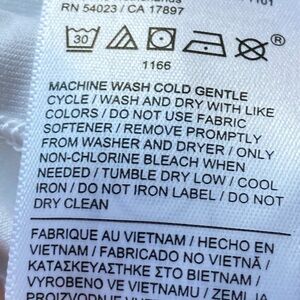 RN 54023 / CA 17897
30
®
1166
MACHINE WASH COLD GENTLE
CYCLE / WASH AND DRY WITH LIKE
COLORS / DO NOT USE FABRIC
SOFTENER / REMOVE PROMPTLY
FROM WASHER AND DRYER / ONLY
NON-CHLORINE BLEACH WHEN
NEEDED / TUMBLE DRY LOW / COOL
IRON / DO NOT IRON LABEL / DO NOT
DRY CLEAN
FABRIQUE AU VIETNAM / HECHO EN
VIETNAM / FABRICADO NO VIETNÃ /
ΚΑΤΑΣΚΕΥΑΣΤΗΚΕ ΣΤΟ ΒΙΕΤΝΑΜ /
VYROBENO VE VIETNAMU / ZEMLJA